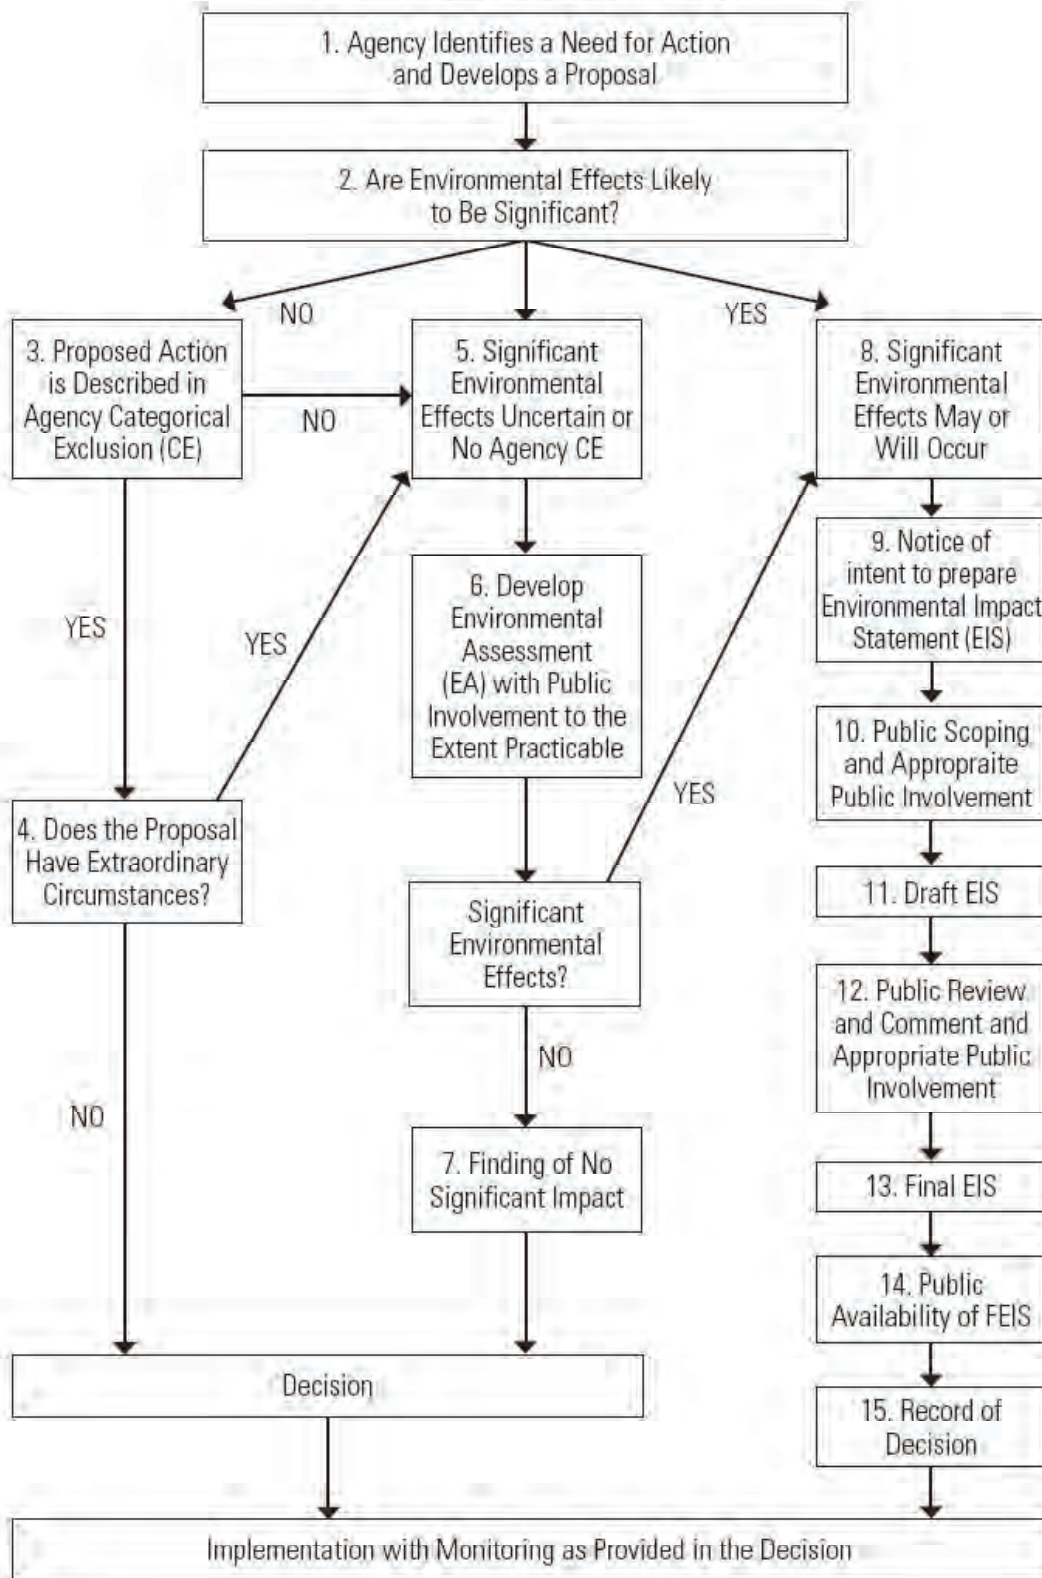 1. Agency Identifies a Need for Action
and Develops a Proposal
2. Are Environmental Effects Likely
to Be Significant?
NO
YES
3. Proposed Action
is Described in
Agency Categorical
Exclusion (CE)
NO
5. Significant
Environmental
Effects Uncertain or
No Agency CE
8. Significant
Environmental
Effects May or
Will Occur
YES
YES
6. Develop
Environmental
Assessment
(EA) with Public
Involvement to the
Extent Practicable
YES
9. Notice of
intent to prepare
Environmental Impact
Statement (EIS)
10. Public Scoping
and Appropraite
Public Involvement
4. Does the Proposal
Have Extraordinary
Circumstances?
Significant
Environmental
Effects?
11. Draft EIS
12. Public Review
and Comment and
Appropriate Public
Involvement
NO
NO
7. Finding of No
Significant Impact
13. Final EIS
14. Public
Availability of FEIS
Decision
15. Record of
Decision
Implementation with Monitoring as Provided in the Decision